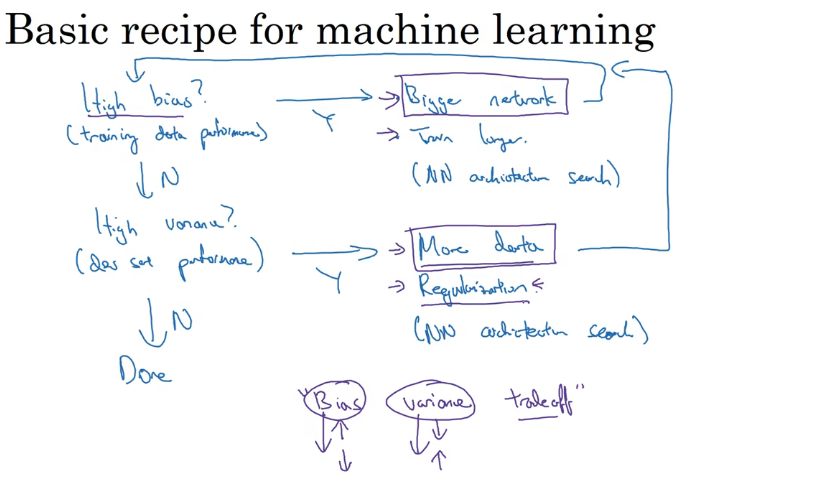 Basic recipe for machine learning
High bias?
(training data performance)
Y
Bigger network
Train longer.
(NN architecture search)
N
High variance?
(dev set performance)
Y
More data
Regularization
(NN architecture search)
N
Done
"Bias variance tradeoff"